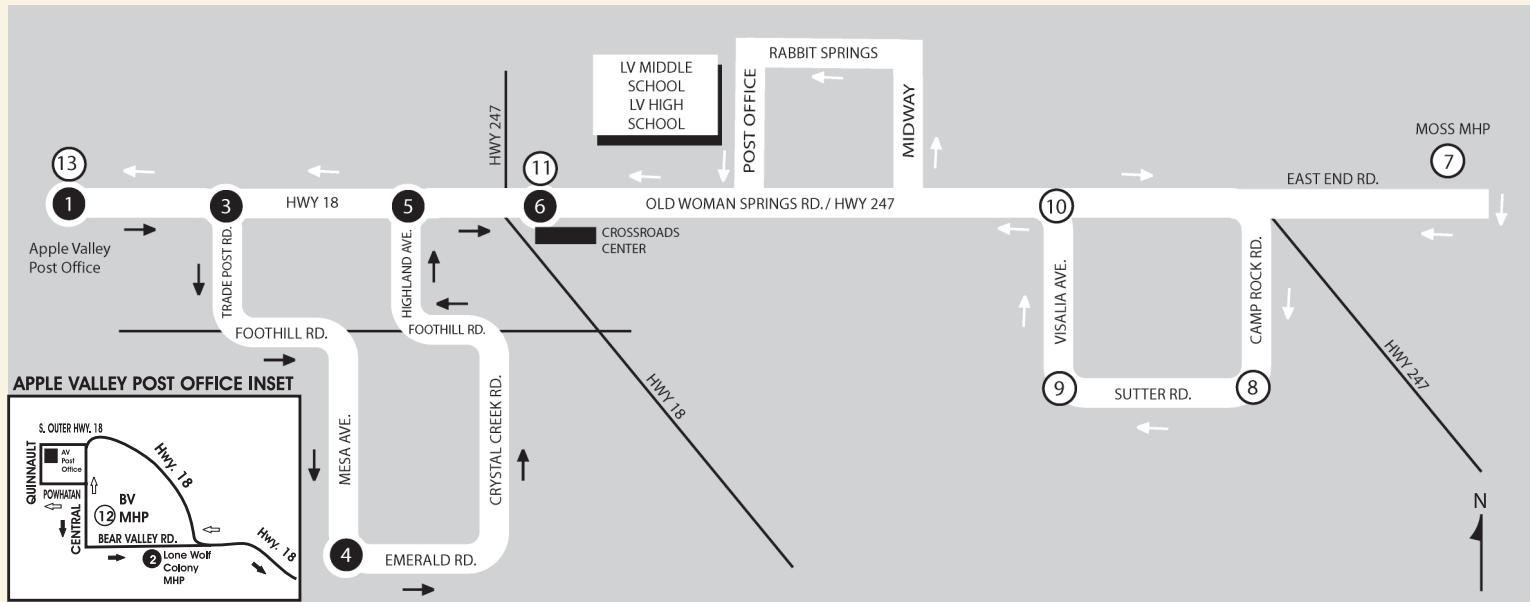 RABBIT SPRINGS
LV MIDDLE
SCHOOL
LV HIGH
SCHOOL
POST OFFICE
MIDWAY
HWY 247
MOSS MHP
7
13
11
EAST END RD.
1
3
HWY 18
5
6
OLD WOMAN SPRINGS RD./ HWY 247
10
Apple Valley
Post Office
CROSSROADS
CENTER
TRADE POST RD.
HIGHLAND AVE.
VISALIA AVE.
CAMP ROCK RD.
FOOTHILL RD.
FOOTHILL RD.
HWY 18
HWY 247
9
SUTTER RD.
8
MESA AVE.
CRYSTAL CREEK RD.
4
EMERALD RD.
N
APPLE VALLEY POST OFFICE INSET
S. OUTER HWY. 18
QUINNAULT
AV
Post
Office
Hwy. 18
POWHATAN
CENTRAL
BV
12 MHP
BEAR VALLEY RD.
Hwy. 18
2 Lone Wolf
Colony
MHP